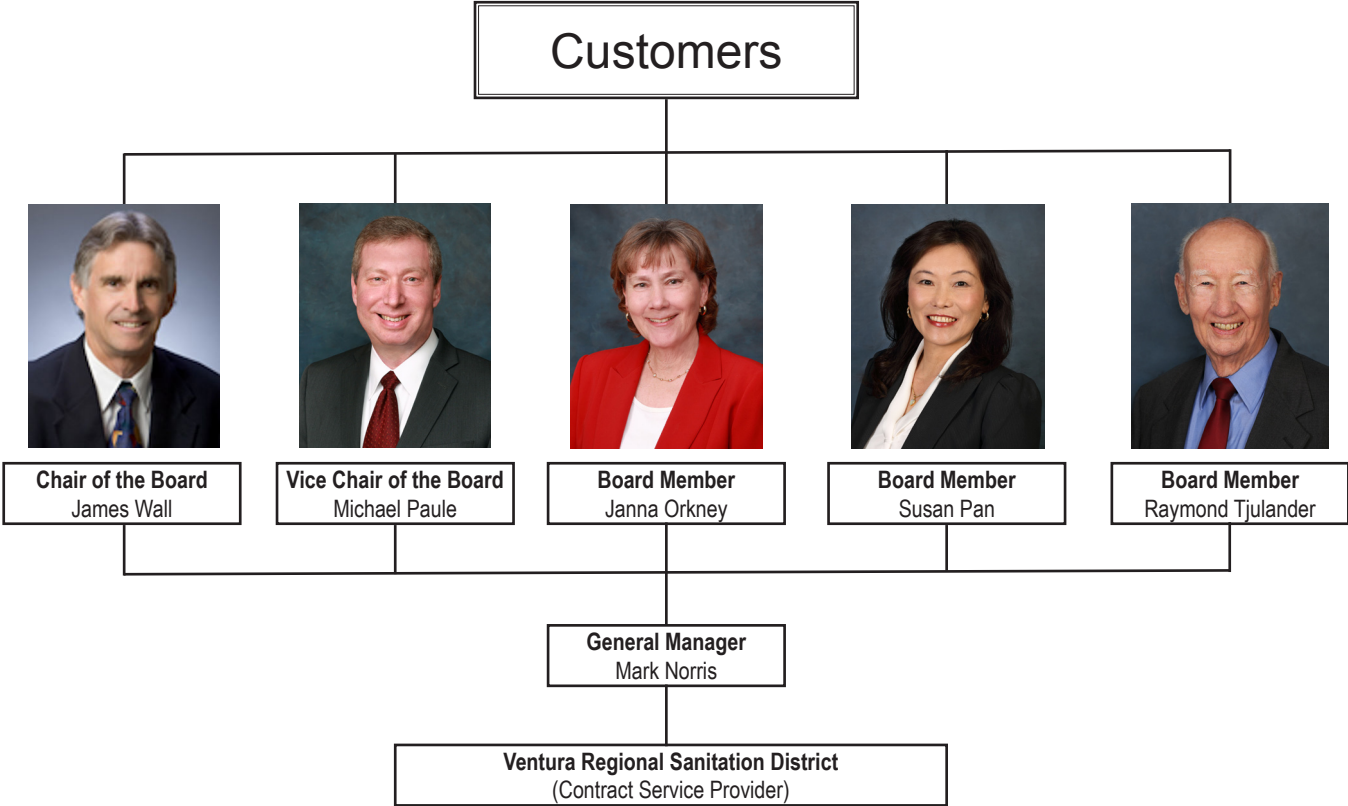 Customers
Chair of the Board
James Wall
Vice Chair of the Board
Michael Paule
Board Member
Janna Orkney
Board Member
Susan Pan
Board Member
Raymond Tjulander
General Manager
Mark Norris
Ventura Regional Sanitation District
(Contract Service Provider)